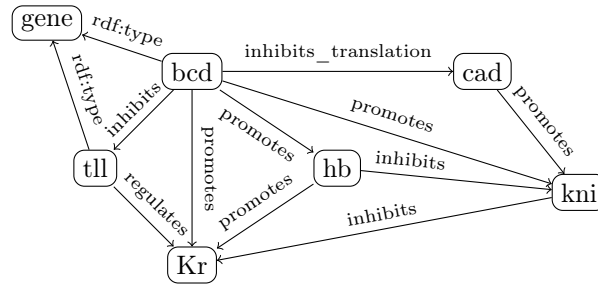 gene
rdf:type
inhibits_translation
bcd
cad
rdf:type
inhibits
promotes
promotes
promotes
promotes
tll
hb
inhibits
kni
regulates
promotes
inhibits
Kr